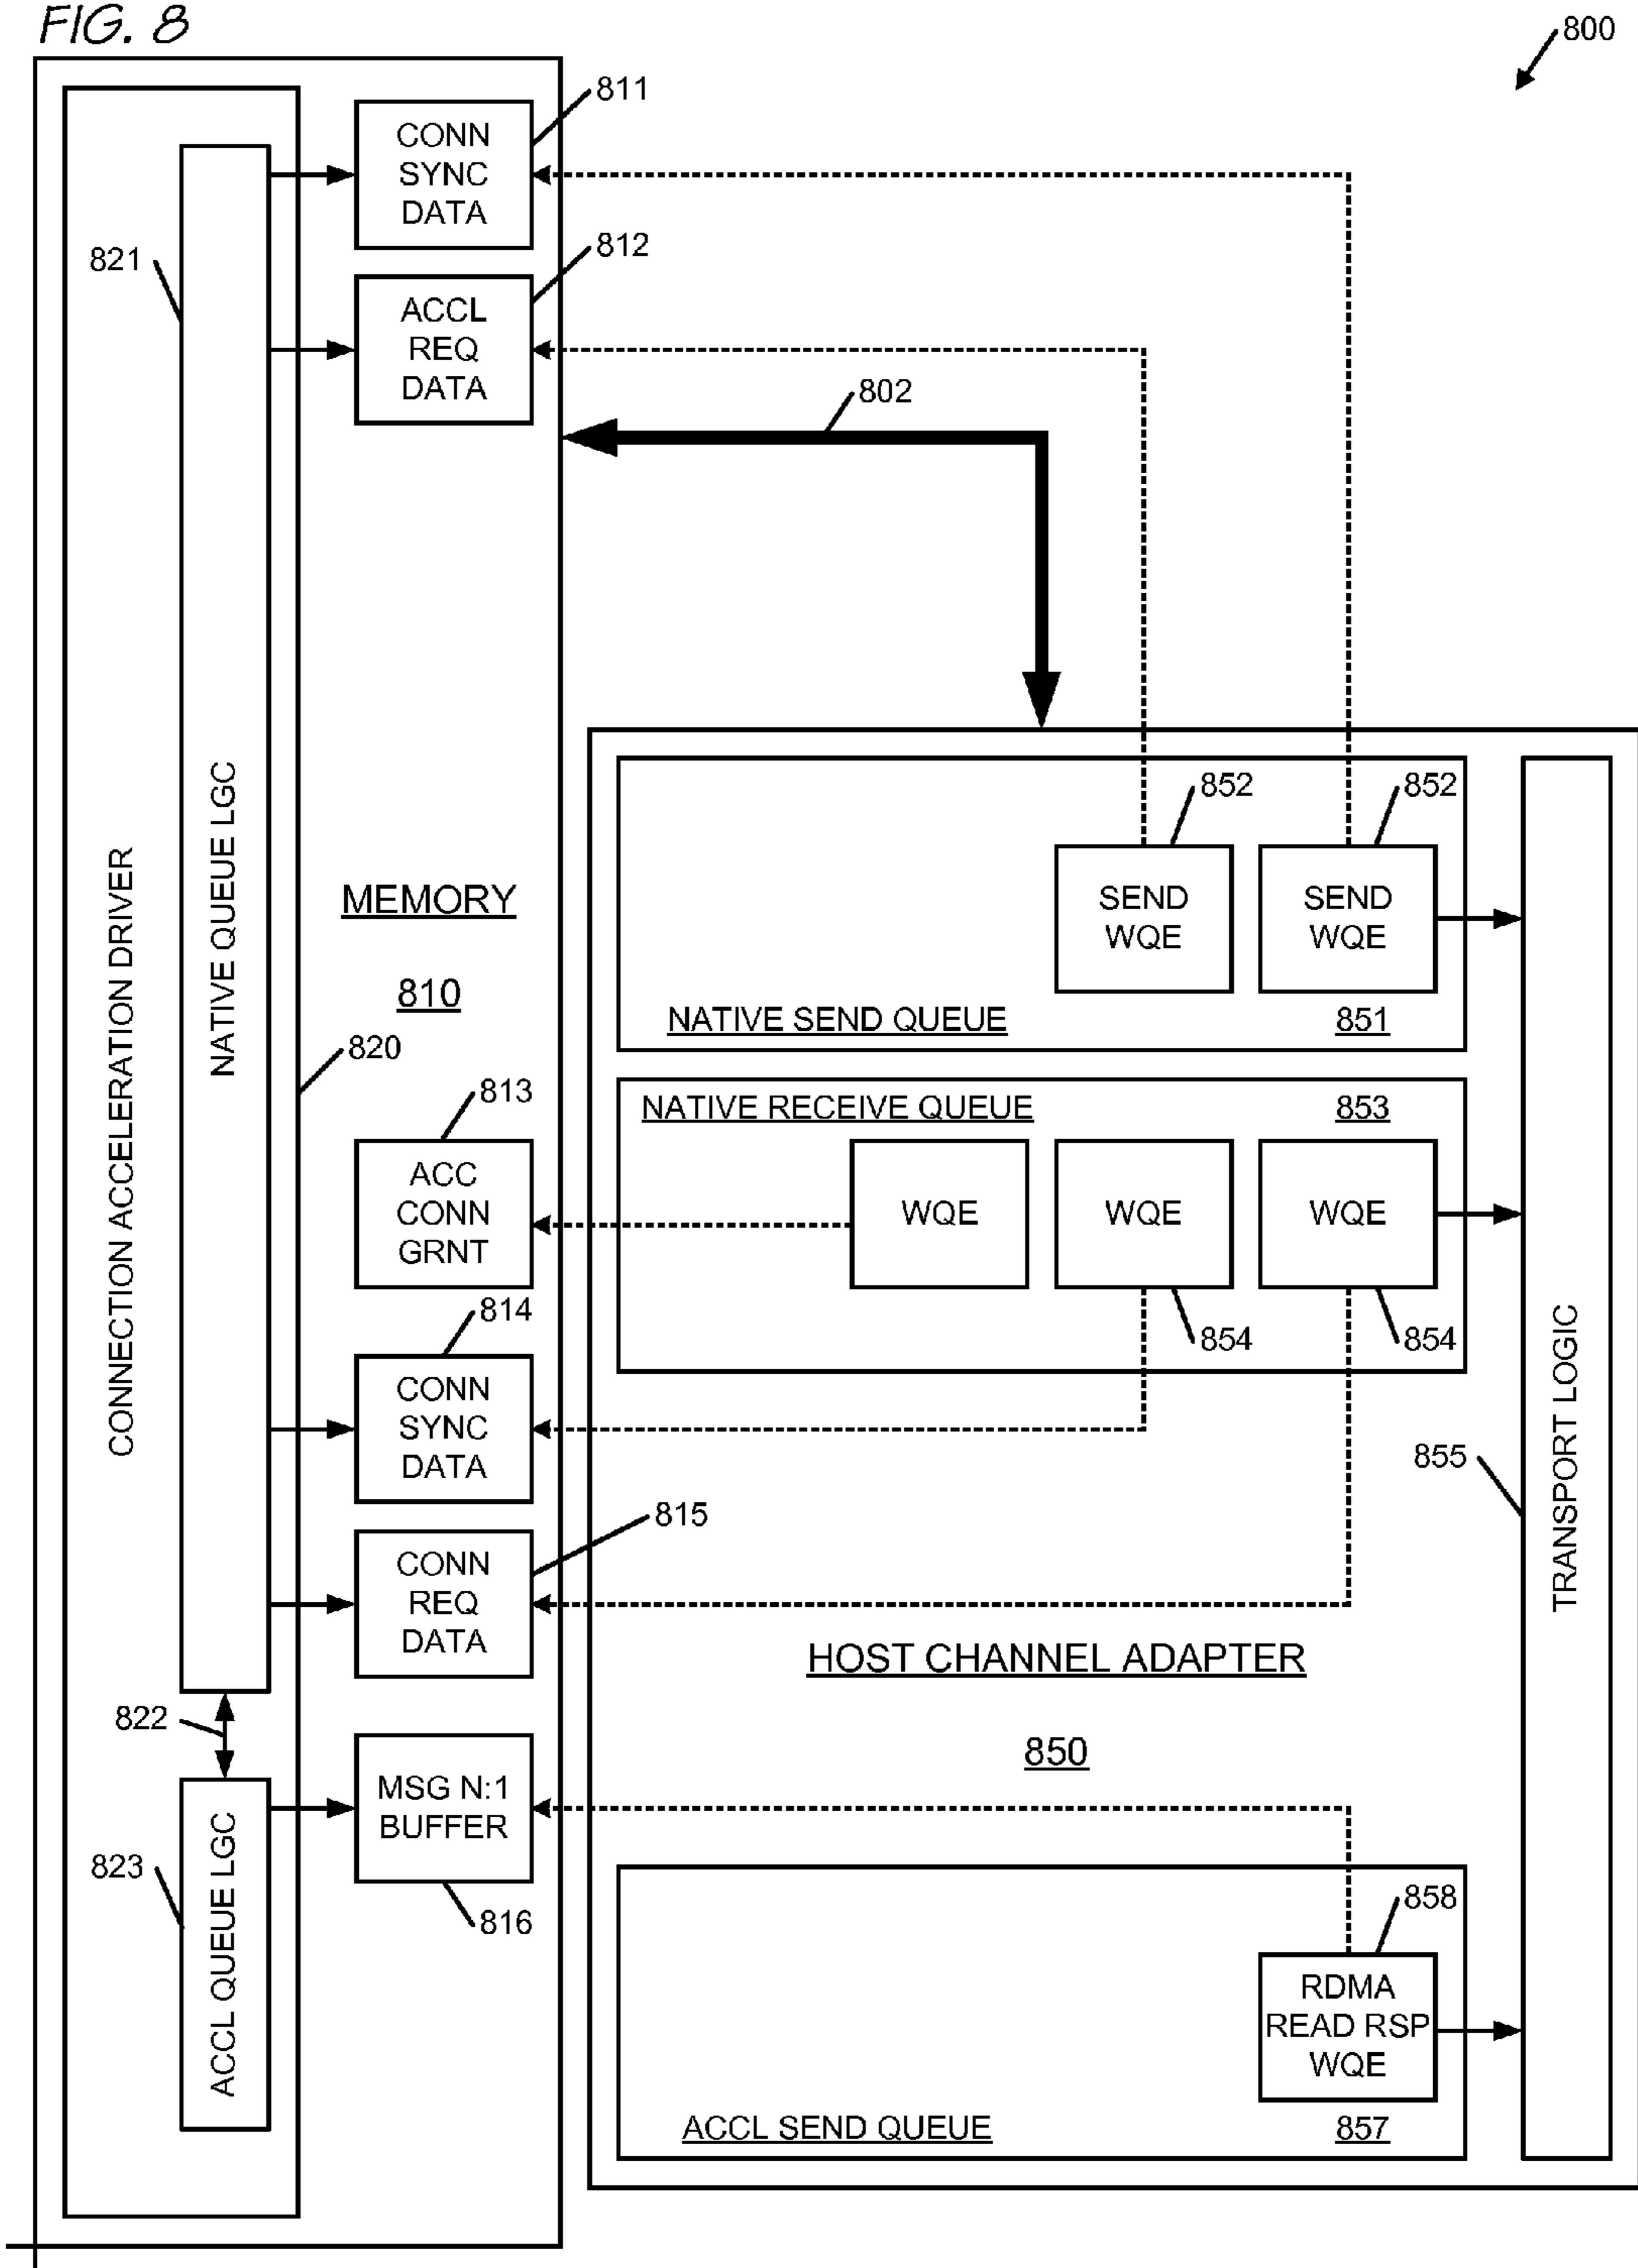 FIG. 8
800
CONN
SYNC
DATA
811
ACCL
REQ
DATA
812
821
802
CONNECTION ACCELERATION DRIVER
NATIVE QUEUE LGC
MEMORY
810
820
852
852
SEND
WQE
SEND
WQE
NATIVE SEND QUEUE
851
NATIVE RECEIVE QUEUE
853
813
ACC
CONN
GRNT
WQE
WQE
WQE
854
854
814
CONN
SYNC
DATA
855
TRANSPORT LOGIC
815
CONN
REQ
DATA
HOST CHANNEL ADAPTER
850
822
MSG N:1
BUFFER
816
823
ACCL QUEUE LGC
858
RDMA
READ RSP
WQE
ACCL SEND QUEUE
857